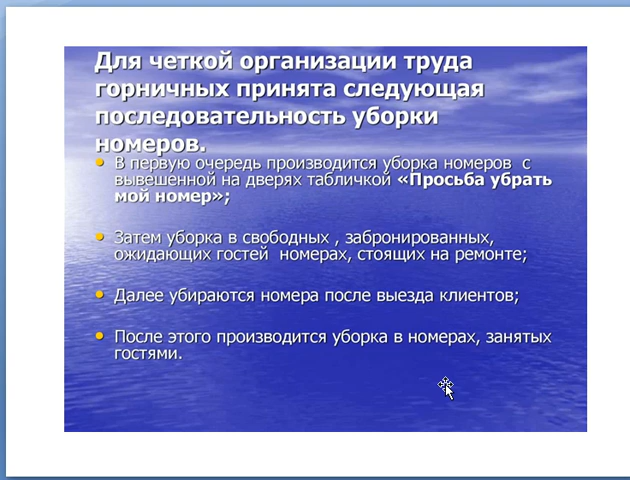 Для четкой организации труда
горничных принята следующая
последовательность уборки
номеров.
• В первую очередь производится уборка номеров с
вывешенной на дверях табличкой «Просьба убрать
мой номер»;
• Затем уборка в свободных , забронированных,
ожидающих гостей номерах, стоящих на ремонте;
• Далее убираются номера после выезда клиентов;
• После этого производится уборка в номерах, занятых
гостями.